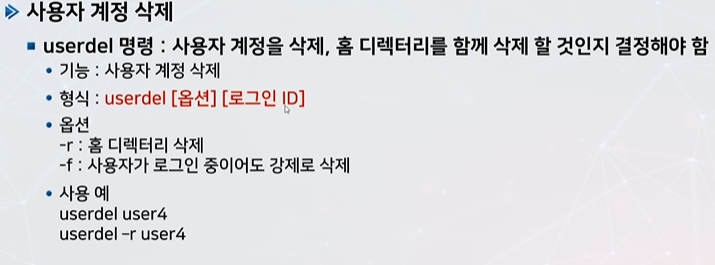 사용자 계정 삭제
userdel 명령 : 사용자 계정을 삭제, 홈 디렉터리를 함께 삭제 할 것인지 결정해야 함
• 기능 : 사용자 계정 삭제
• 형식 : userdel [옵션] [로그인 ID]
• 옵션
-r : 홈 디렉터리 삭제
-f : 사용자가 로그인 중이어도 강제로 삭제
• 사용 예
userdel user4
userdel –r user4